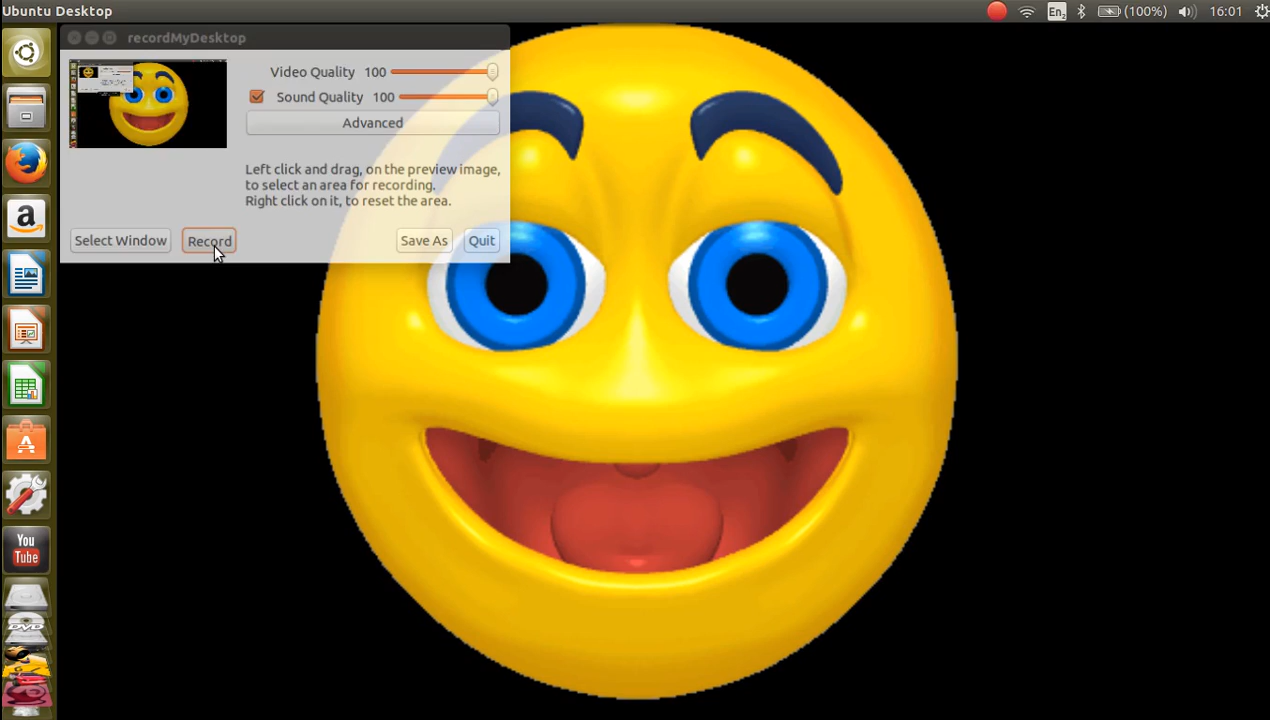 Ubuntu Desktop
En2
(100%)
16:01
recordMyDesktop
Video Quality 100
Sound Quality 100
Advanced
Left click and drag, on the preview image,
to select an area for recording.
Right click on it, to reset the area.
Select Window
Record
Save As
Quit
a
A
You
Tube
DVD